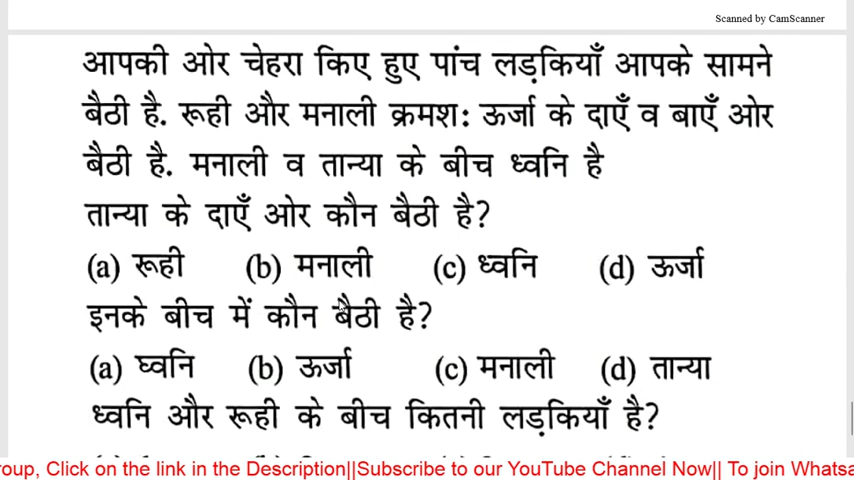 Scanned by CamScanner
आपकी ओर चेहरा किए हुए पांच लड़कियाँ आपके सामने
बैठी है. रूही और मनाली क्रमश: ऊर्जा के दाएँ व बाएँ ओर
बैठी है. मनाली व तान्या के बीच ध्वनि है
तान्या के दाएँ ओर कौन बैठी है?
(a) रूही (b) मनाली (c) ध्वनि (d) ऊर्जा
इनके बीच में कौन बैठी है?
(a) घ्वनि (b) ऊर्जा (c) मनाली (d) तान्या
ध्वनि और रूही के बीच कितनी लड़कियाँ है?
roup, Click on the link in the Description||Subscribe to our YouTube Channel Now|| To join Whatsa